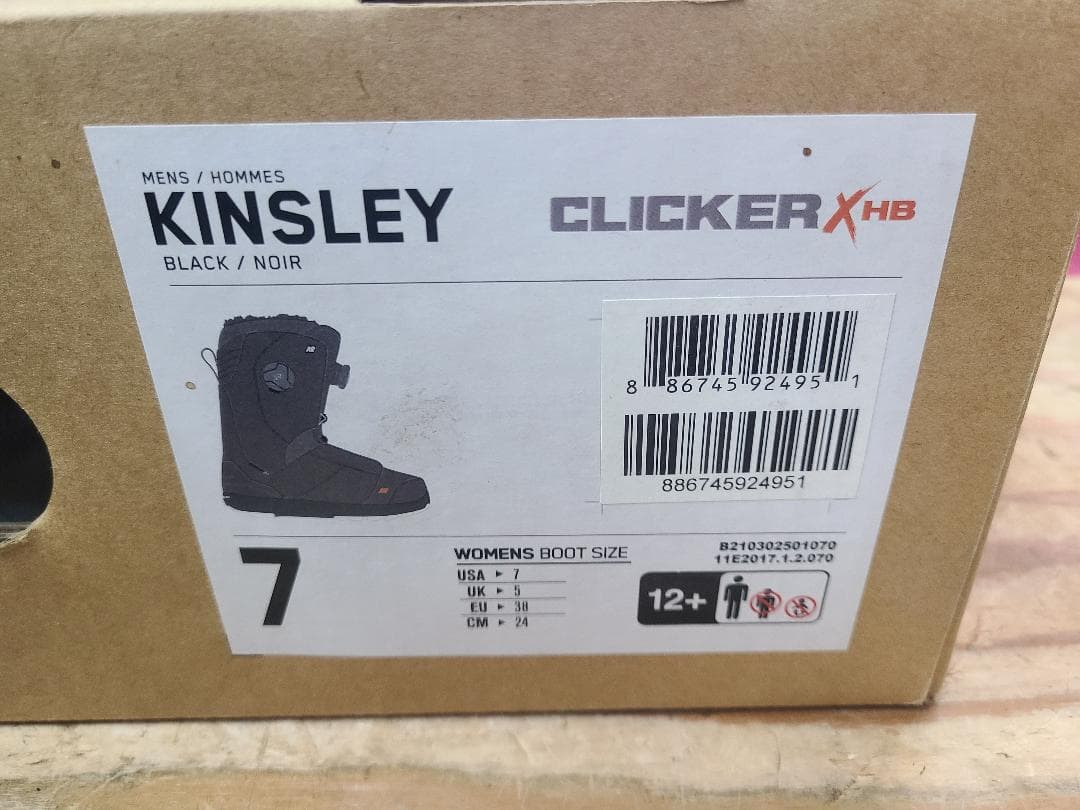 MENS / HOMMES
KINSLEY
BLACK / NOIR
CLICKER X HB
K2
8 86745 92495 1
886745924951
7
WOMENS BOOT SIZE
USA ▸ 7
UK ▸ 5
EU ▸ 38
CM ▸ 24
B210302501070
11E2017.1.2.070
12+